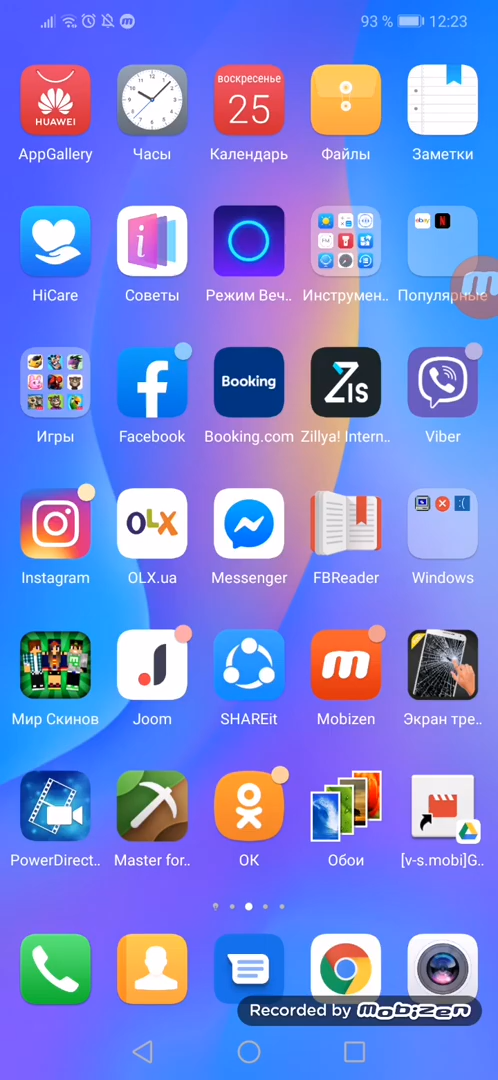 93 % 12:23
HUAWEI
воскресенье
25
AppGallery Часы Календарь Файлы Заметки
ebay N
HiCare Советы Режим Веч.. Инструмен.. Популярные
Booking Zis
Игры Facebook Booking.com Zillya! Intern.. Viber
OLX
Instagram OLX.ua Messenger FBReader Windows
Мир Скинов Joom SHAREit Mobizen Экран тре..
PowerDirect.. Master for.. OK Обои [v-s.mobi]G..
Recorded by mobizen